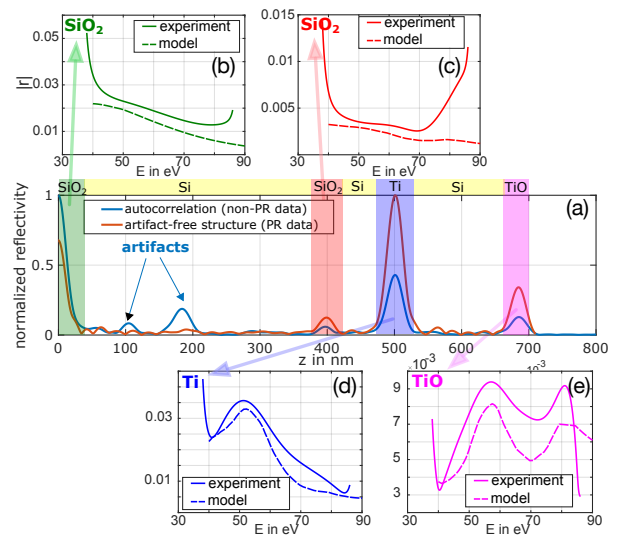 SiO₂
0.05
0.03
0.01
|r|
experiment
model
(b)
30 50 70 90
E in eV
SiO₂
0.015
0.01
0.005
experiment
model
(c)
30 50 70 90
E in eV
SiO₂ Si SiO₂ Si Ti Si TiO
normalized reflectivity
1
0.5
0
autocorrelation (non-PR data)
artifact-free structure (PR data)
artifacts
(a)
0 100 200 300 400 500 600 700 800
z in nm
Ti
0.03
0.01
(d)
experiment
model
30 50 70 90
E in eV
TiO
×10⁻³
10⁻³
9
8
7
6
5
4
3
(e)
experiment
model
30 50 70 90
E in eV